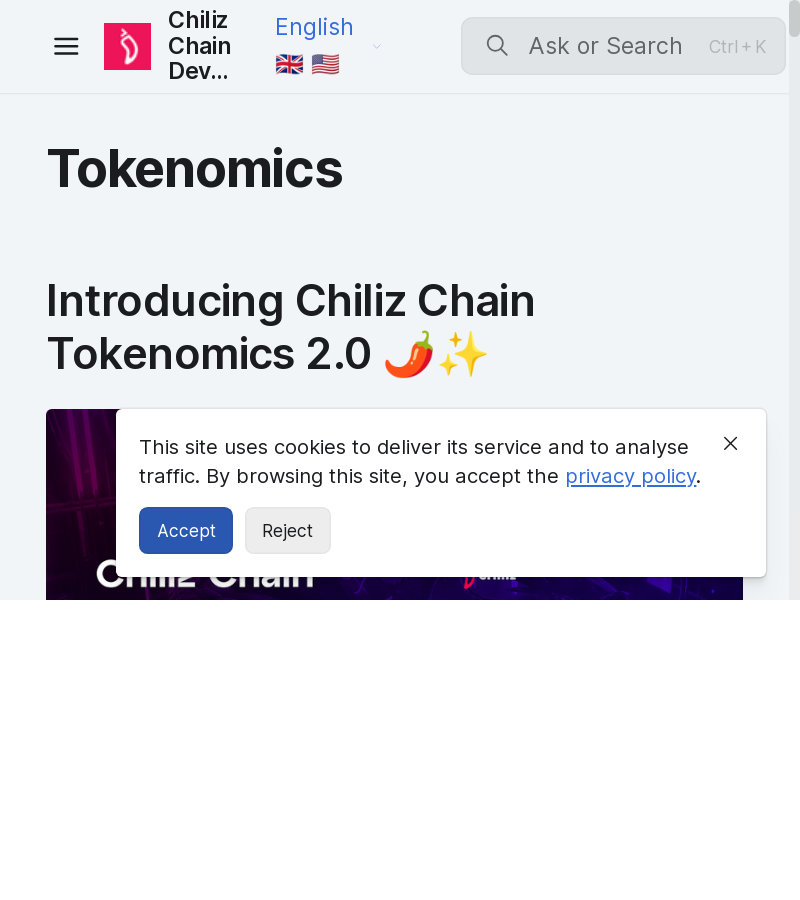 Chiliz
Chain
Dev...
English
🇬🇧 🇺🇸
Ask or Search
Ctrl + K
Tokenomics
Introducing Chiliz Chain
Tokenomics 2.0 🌶️✨
This site uses cookies to deliver its service and to analyse
traffic. By browsing this site, you accept the privacy policy.
Accept
Reject
Chiliz Chain
chiliz